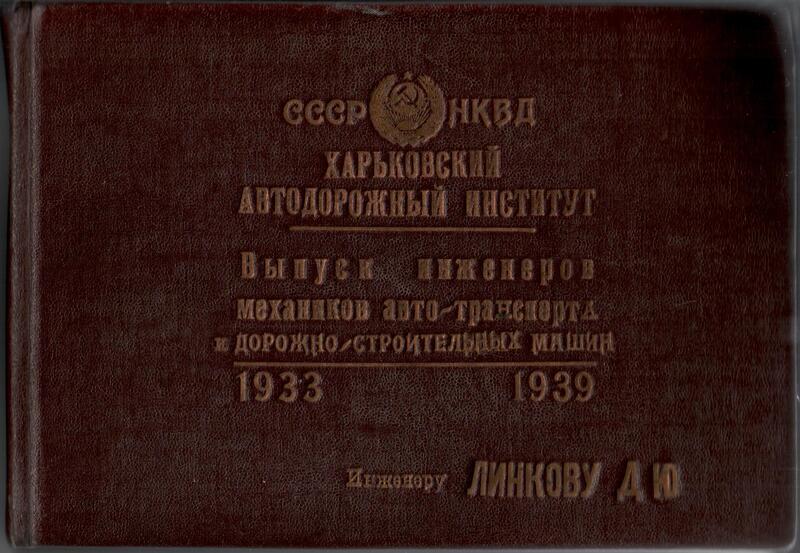 СССР НКВД
ХАРЬКОВСКИЙ
АВТОДОРОЖНЫЙ ИНСТИТУТ
Выпуск инженеров
механиков авто-транспорта
и ДОРОЖНО-СТРОИТЕЛЬНЫХ МАШИН
1933 1939
Инженеру ЛИНКОВУ Д Ю